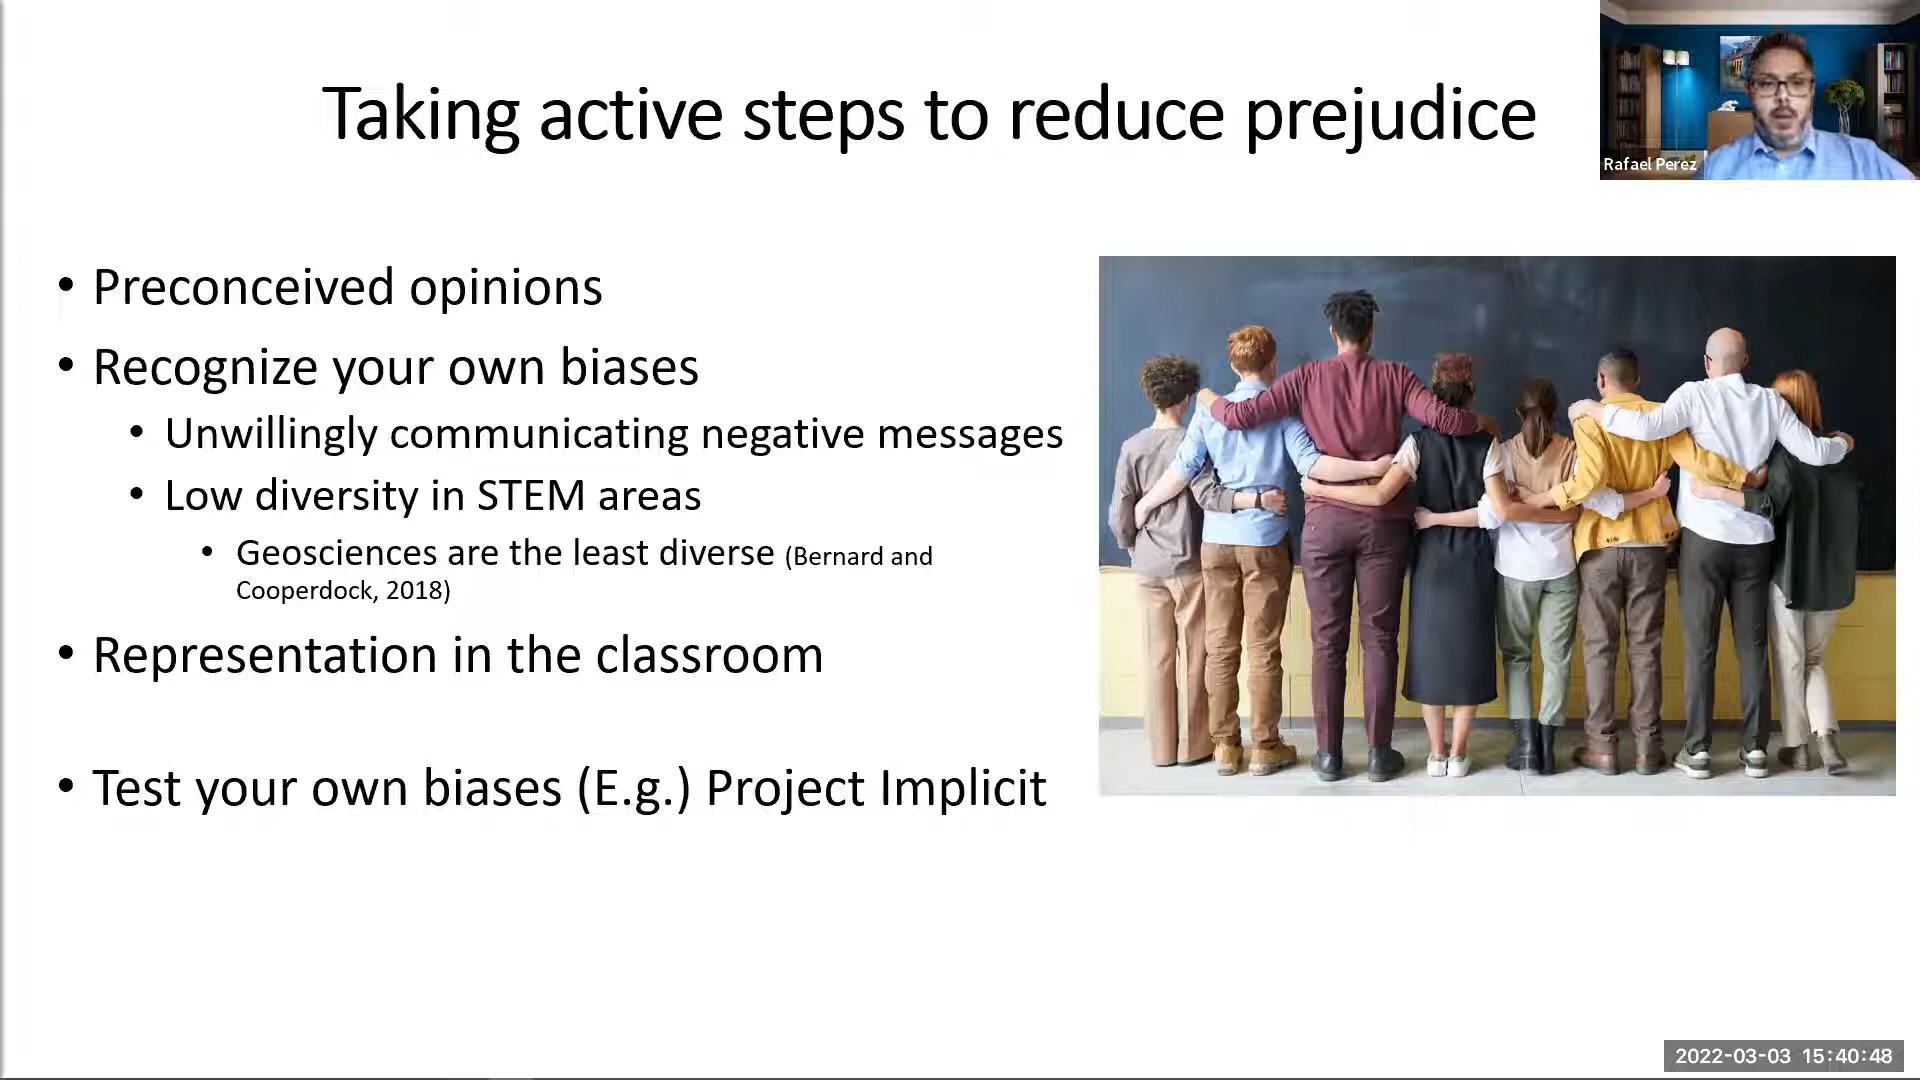 Taking active steps to reduce prejudice
Rafael Perez
• Preconceived opinions
• Recognize your own biases
• Unwillingly communicating negative messages
• Low diversity in STEM areas
• Geosciences are the least diverse (Bernard and
Cooperdock, 2018)
• Representation in the classroom
• Test your own biases (E.g.) Project Implicit
2022-03-03 15:40:48